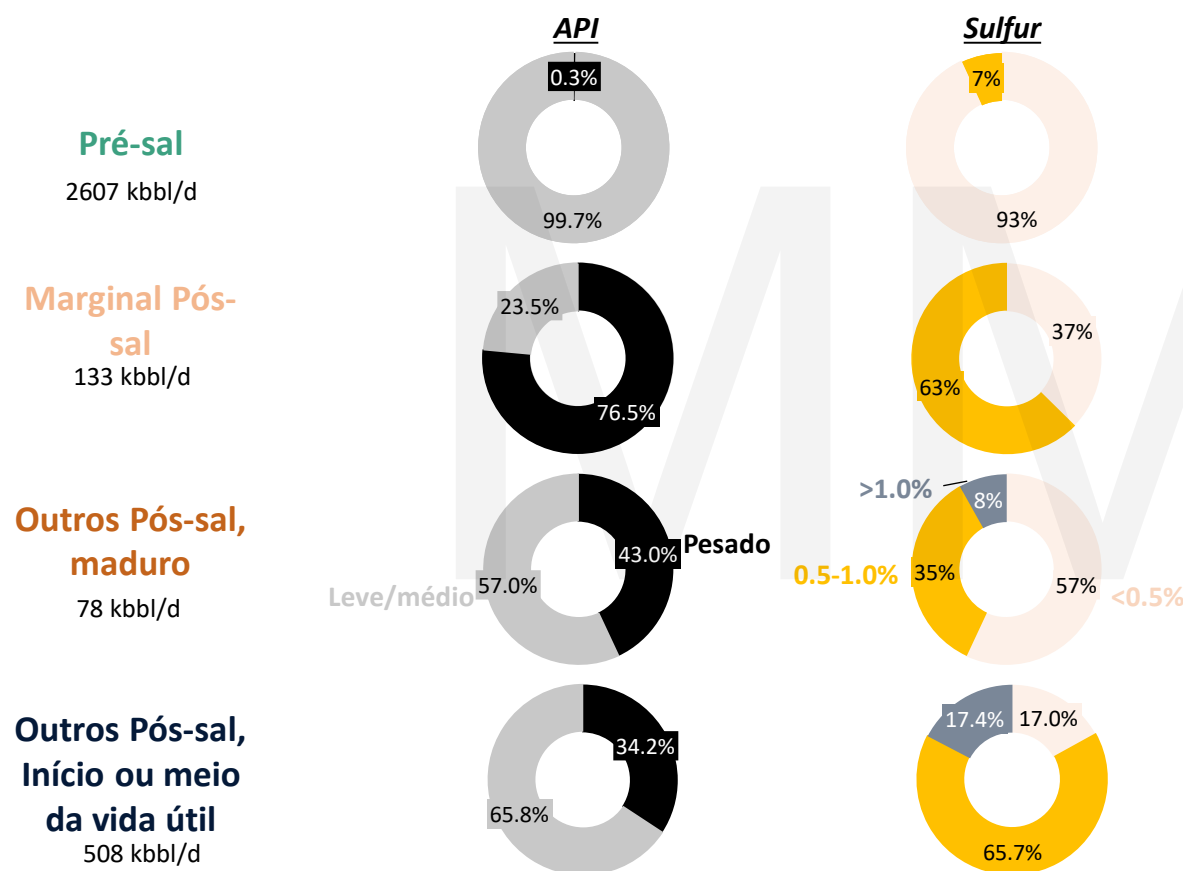 API
Sulfur
Pré-sal
2607 kbbl/d
0.3%
99.7%
7%
93%
Marginal Pós-
sal
133 kbbl/d
23.5%
76.5%
37%
63%
Outros Pós-sal,
maduro
78 kbbl/d
Leve/médio
57.0%
43.0%
Pesado
>1.0%
8%
0.5-1.0%
35%
57%
<0.5%
Outros Pós-sal,
Início ou meio
da vida útil
508 kbbl/d
34.2%
65.8%
17.4%
17.0%
65.7%